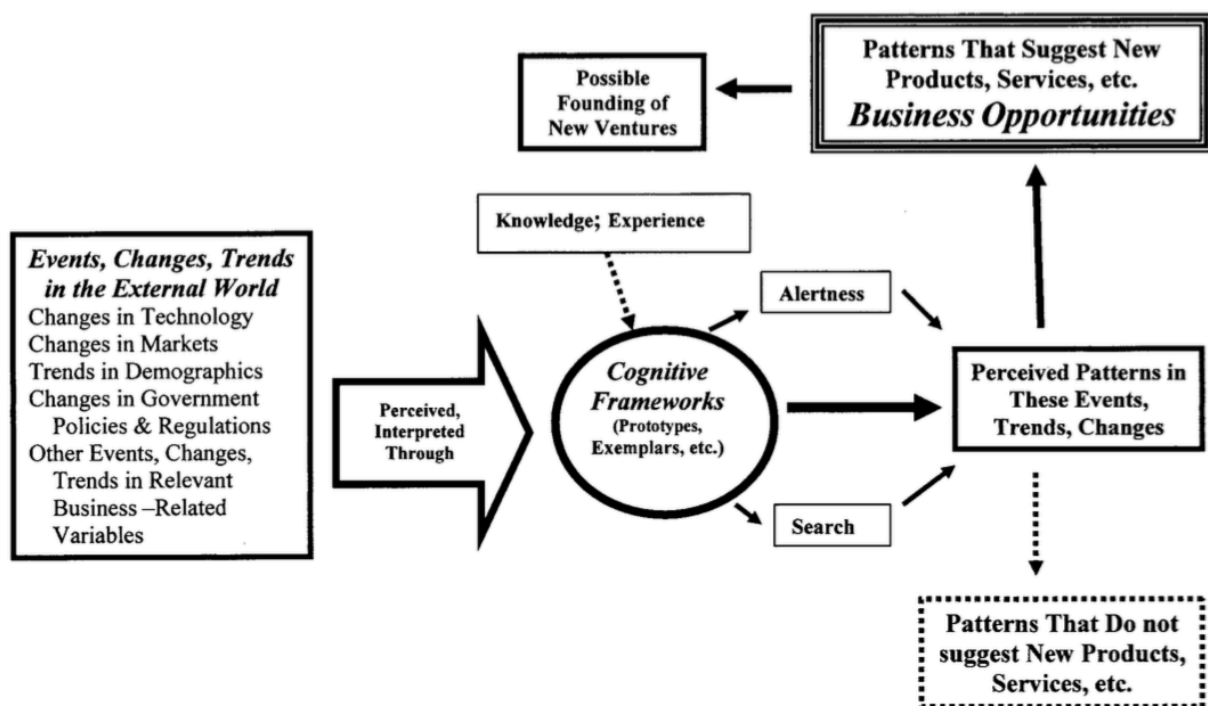 Patterns That Suggest New
Products, Services, etc.
Business Opportunities
Possible
Founding of
New Ventures
Knowledge; Experience
Events, Changes, Trends
in the External World
Changes in Technology
Changes in Markets
Trends in Demographics
Changes in Government
Policies & Regulations
Other Events, Changes,
Trends in Relevant
Business –Related
Variables
Perceived,
Interpreted
Through
Cognitive
Frameworks
(Prototypes,
Exemplars, etc.)
Alertness
Search
Perceived Patterns in
These Events,
Trends, Changes
Patterns That Do not
suggest New Products,
Services, etc.